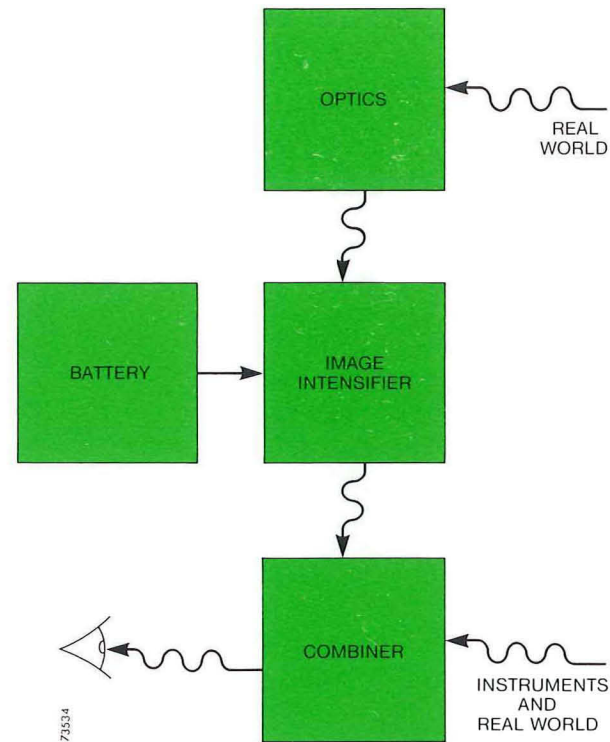 OPTICS
REAL
WORLD
BATTERY
IMAGE
INTENSIFIER
COMBINER
INSTRUMENTS
AND
REAL WORLD
73534